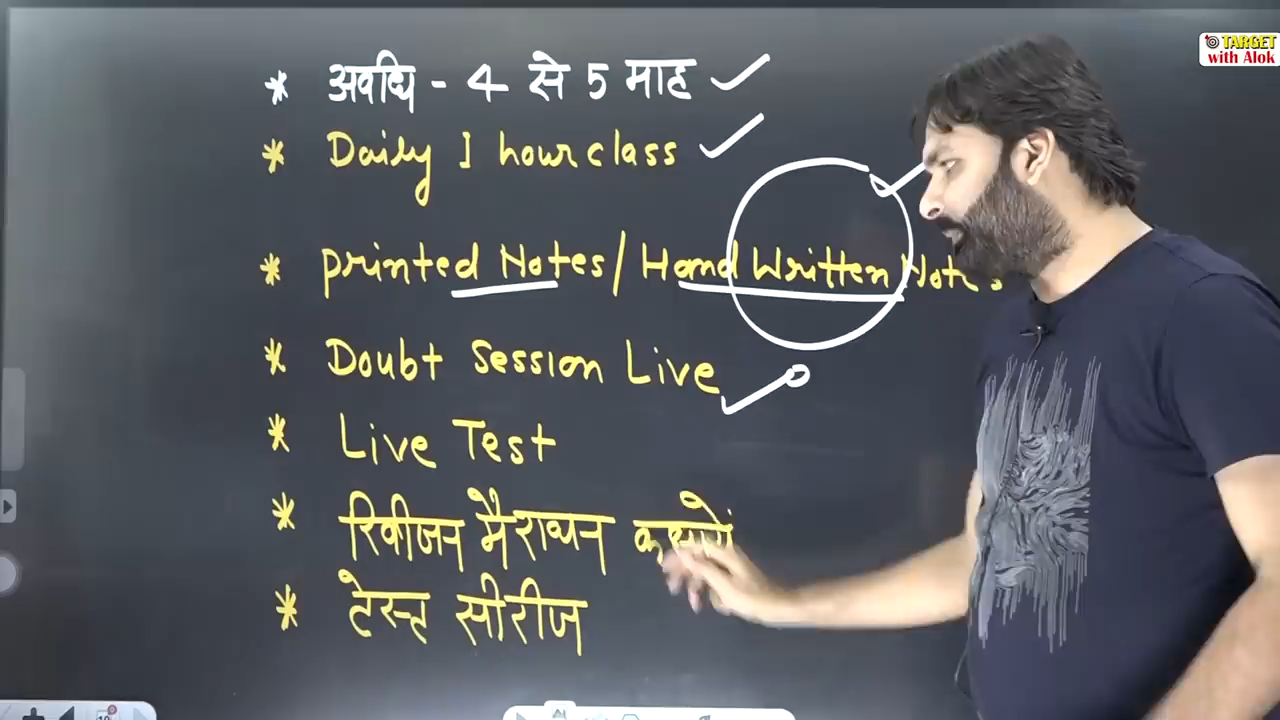 TARGET
with Alok
* अवधि - 4 से 5 माह ✓
* Daily 1 hour class ✓
* printed Notes / Hand Written Notes
* Doubt Session Live ✓
* Live Test
* रिवीजन मैराथन कक्षायें
* टेस्ट सीरीज